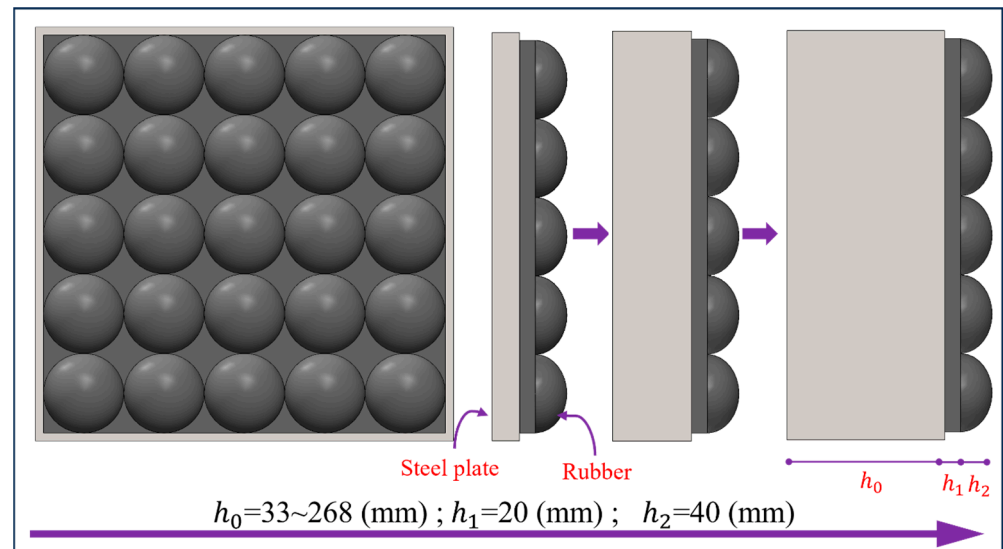 Steel plate
Rubber
h₀
h₁ h₂
h₀=33~268 (mm) ; h₁=20 (mm) ; h₂=40 (mm)